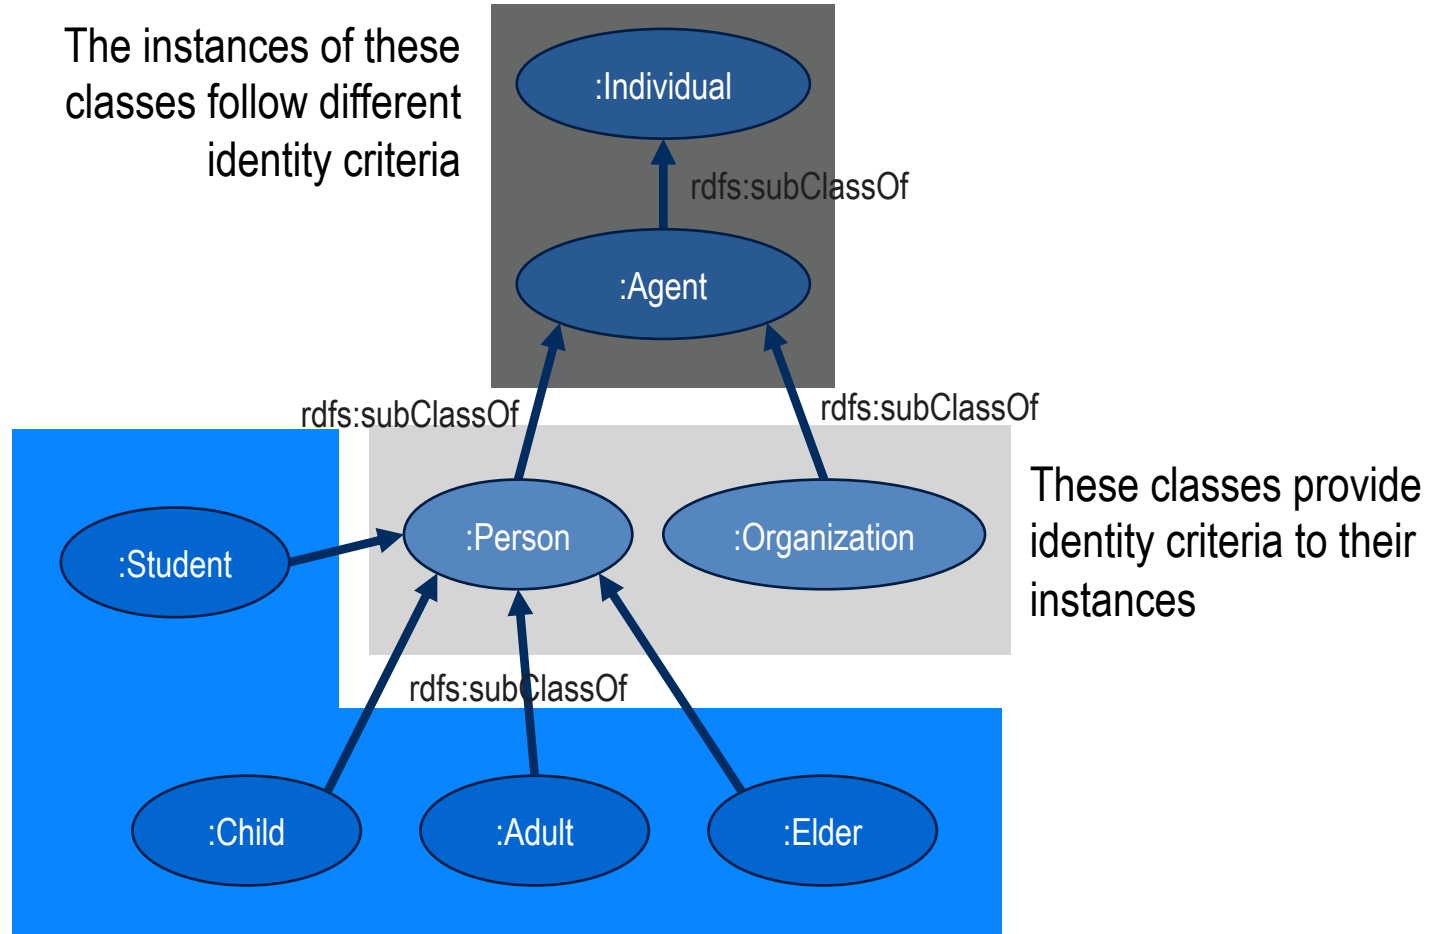 The instances of these
classes follow different
identity criteria
:Individual
rdfs:subClassOf
:Agent
rdfs:subClassOf
rdfs:subClassOf
:Student
:Person
:Organization
These classes provide
identity criteria to their
instances
rdfs:subClassOf
:Child
:Adult
:Elder